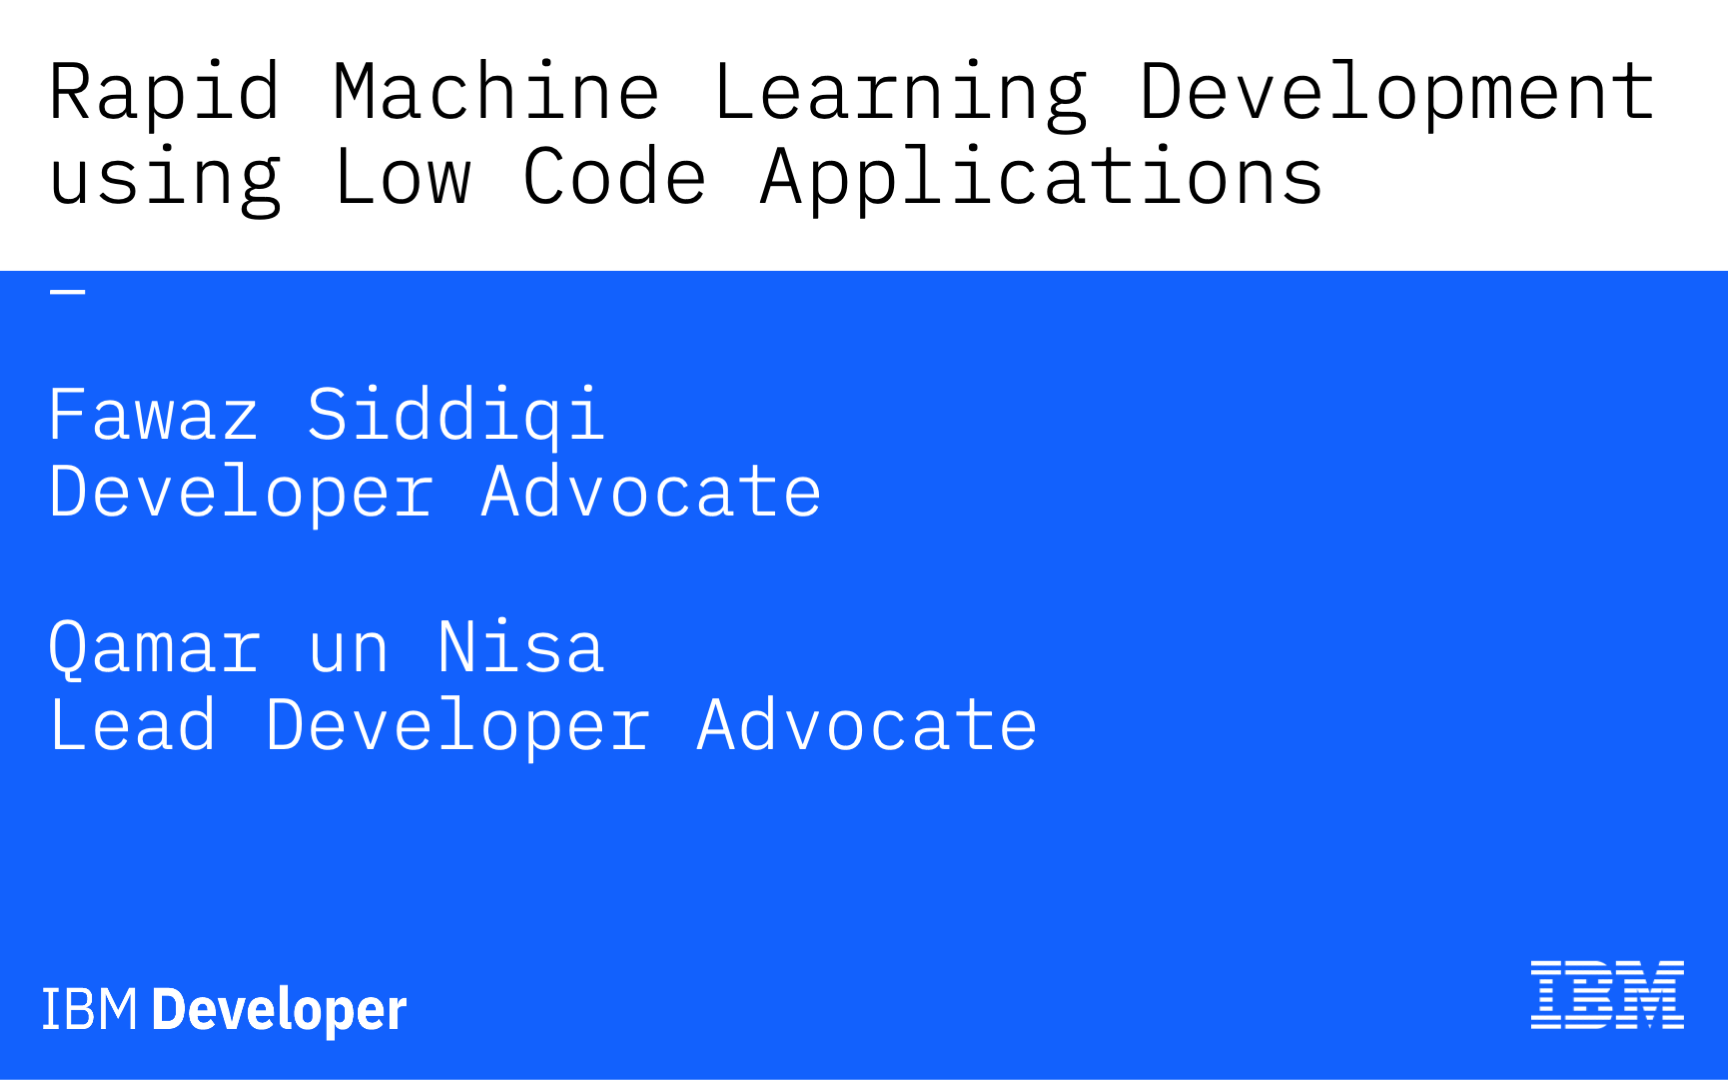 Rapid Machine Learning Development
using Low Code Applications
—
Fawaz Siddiqi
Developer Advocate
Qamar un Nisa
Lead Developer Advocate
IBM Developer
IBM